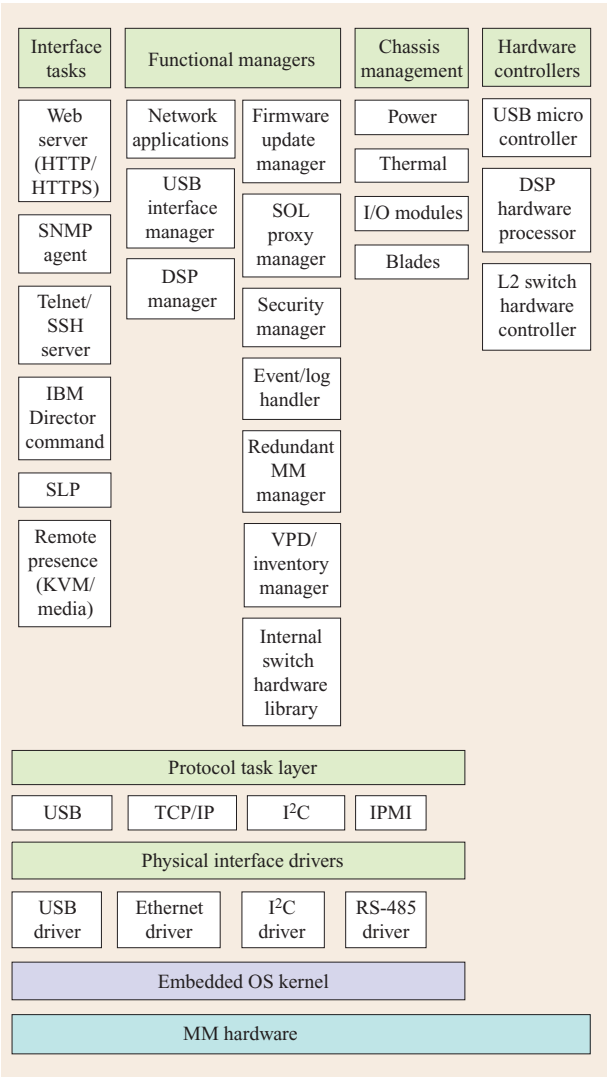 Interface
tasks
Functional managers
Chassis
management
Hardware
controllers
Web
server
(HTTP/
HTTPS)
SNMP
agent
Telnet/
SSH
server
IBM
Director
command
SLP
Remote
presence
(KVM/
media)
Network
applications
USB
interface
manager
DSP
manager
Firmware
update
manager
SOL
proxy
manager
Security
manager
Event/log
handler
Redundant
MM
manager
VPD/
inventory
manager
Internal
switch
hardware
library
Power
Thermal
I/O modules
Blades
USB micro
controller
DSP
hardware
processor
L2 switch
hardware
controller
Protocol task layer
USB
TCP/IP
I²C
IPMI
Physical interface drivers
USB
driver
Ethernet
driver
I²C
driver
RS-485
driver
Embedded OS kernel
MM hardware